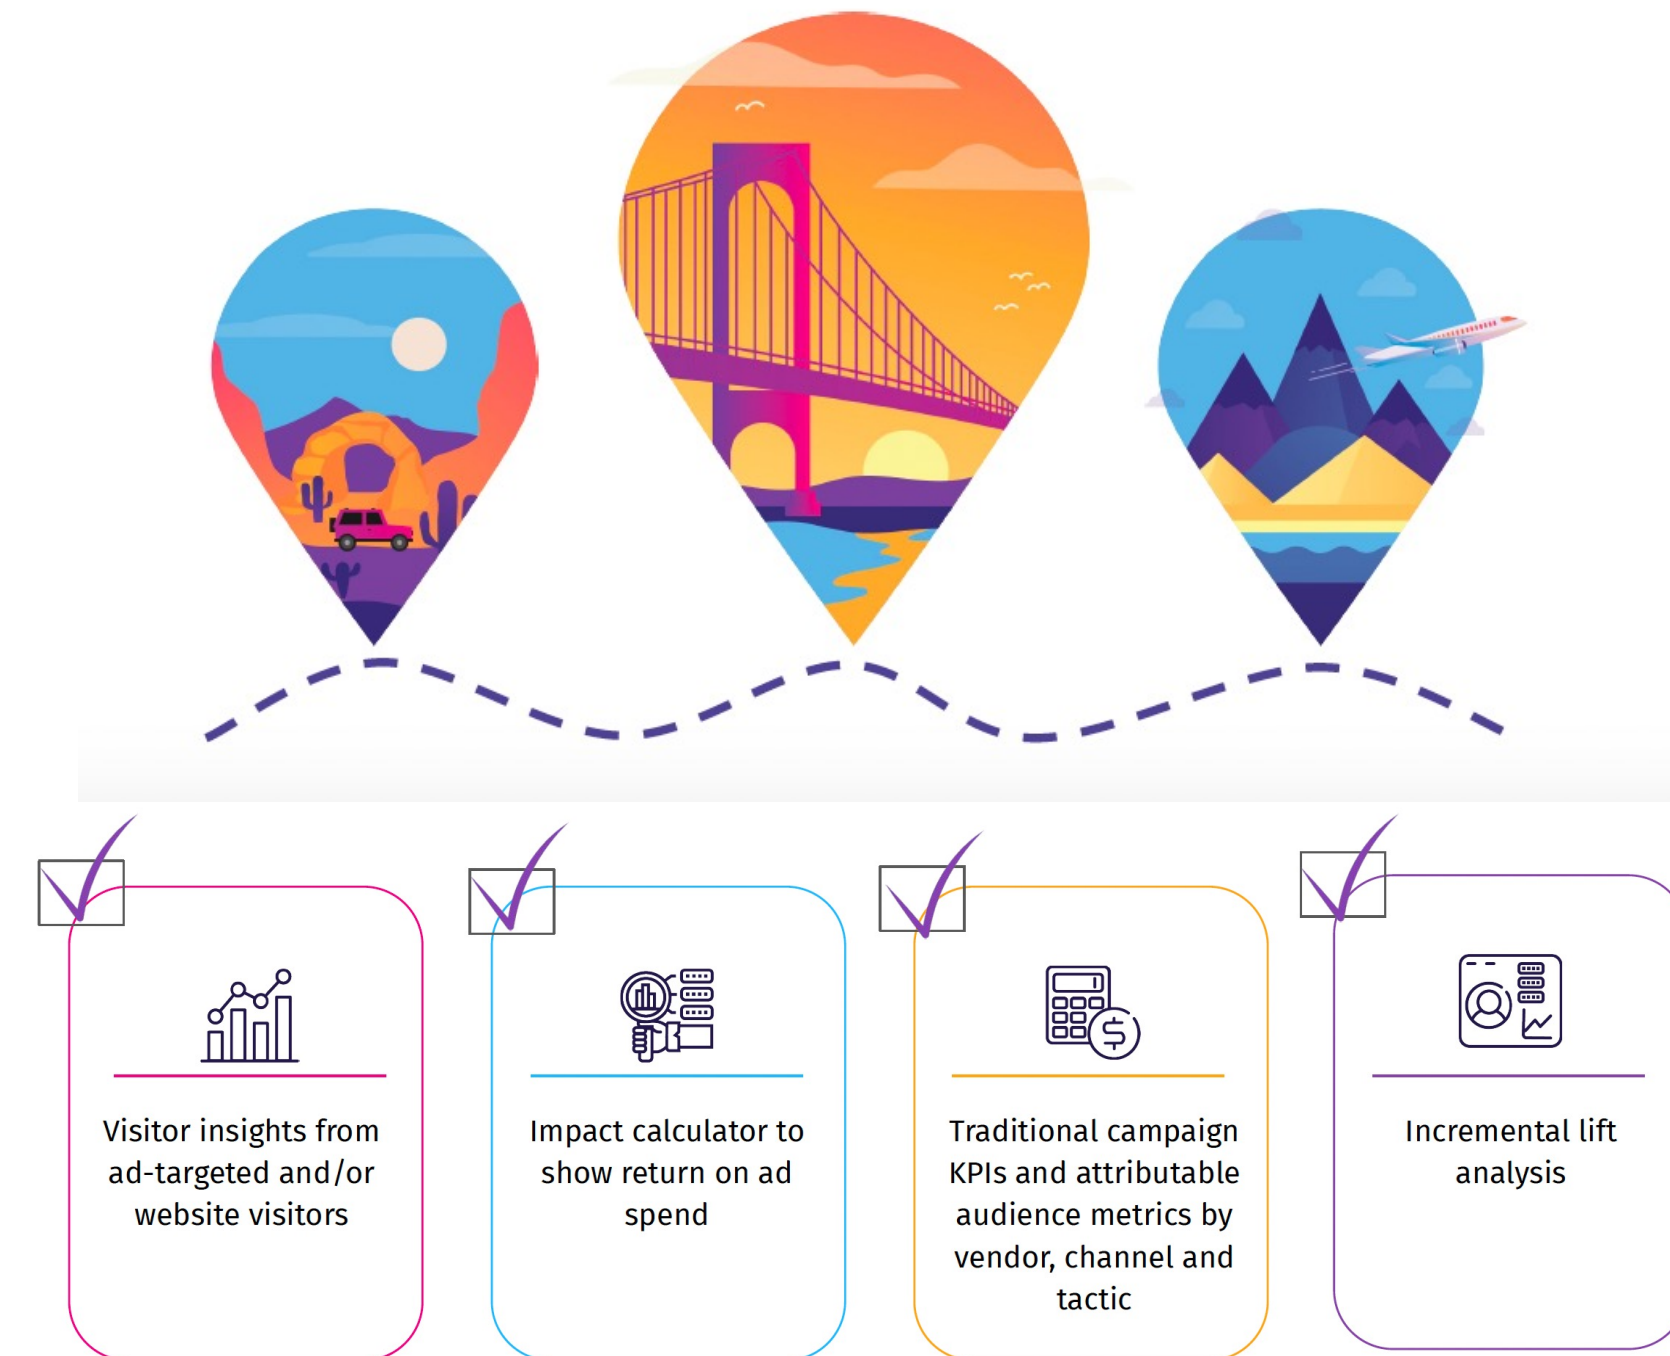 Visitor insights from
ad-targeted and/or
website visitors
Impact calculator to
show return on ad
spend
Traditional campaign
KPIs and attributable
audience metrics by
vendor, channel and
tactic
Incremental lift
analysis